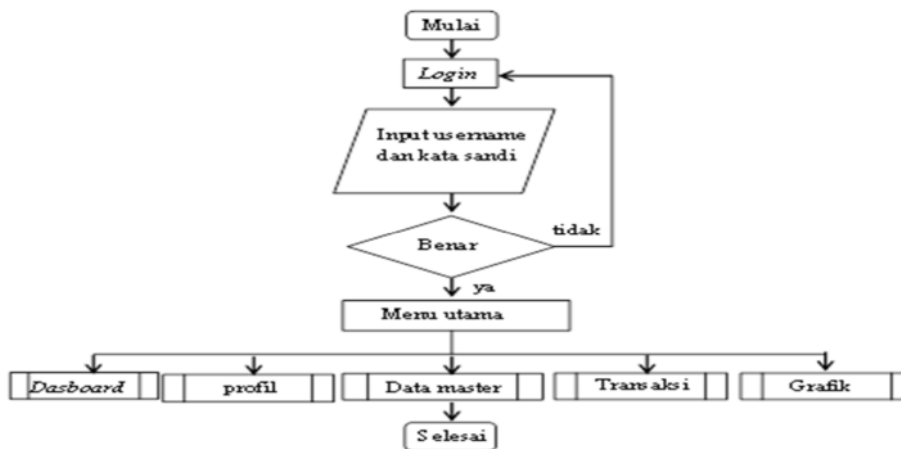 Mulai
Login
Input username
dan kata sandi
Benar
tidak
ya
Menu utama
Dasboard
profil
Data master
Transaksi
Grafik
Selesai